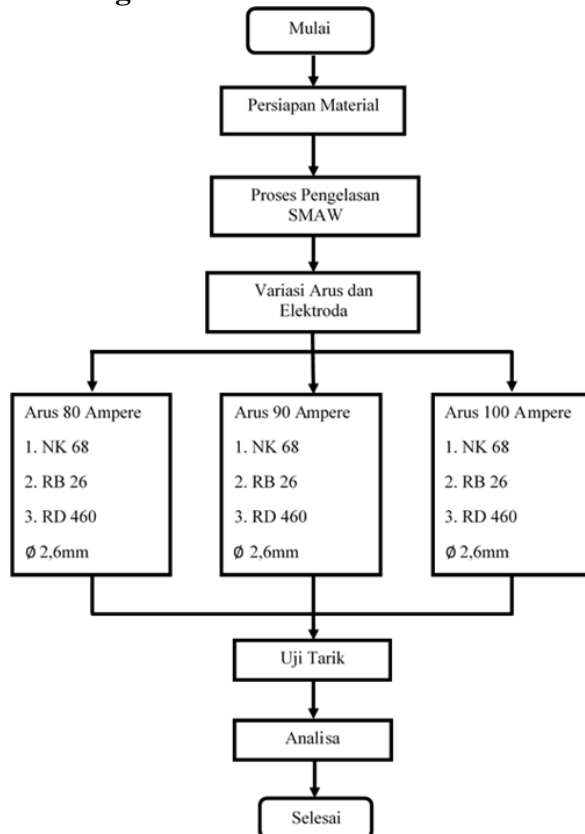 Mulai
Persiapan Material
Proses Pengelasan
SMAW
Variasi Arus dan
Elektroda
Arus 80 Ampere
1. NK 68
2. RB 26
3. RD 460
Ø 2,6mm
Arus 90 Ampere
1. NK 68
2. RB 26
3. RD 460
Ø 2,6mm
Arus 100 Ampere
1. NK 68
2. RB 26
3. RD 460
Ø 2,6mm
Uji Tarik
Analisa
Selesai